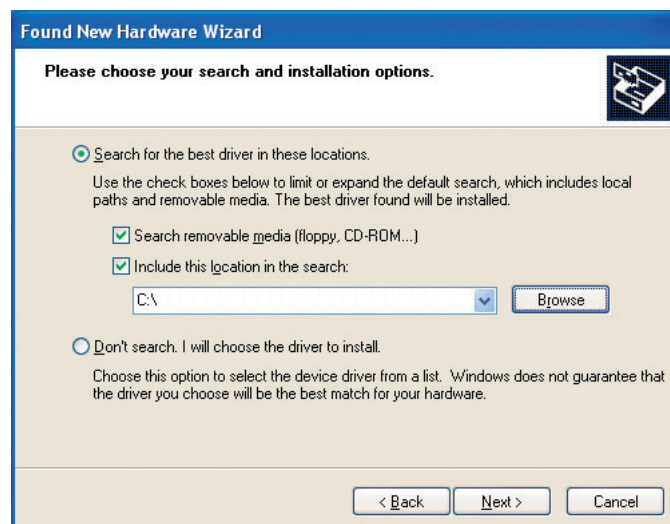 Found New Hardware Wizard
Please choose your search and installation options.
Search for the best driver in these locations.
Use the check boxes below to limit or expand the default search, which includes local
paths and removable media. The best driver found will be installed.
Search removable media (floppy, CD-ROM...)
Include this location in the search:
C:\
Browse
Don't search. I will choose the driver to install.
Choose this option to select the device driver from a list. Windows does not guarantee that
the driver you choose will be the best match for your hardware.
< Back Next > Cancel